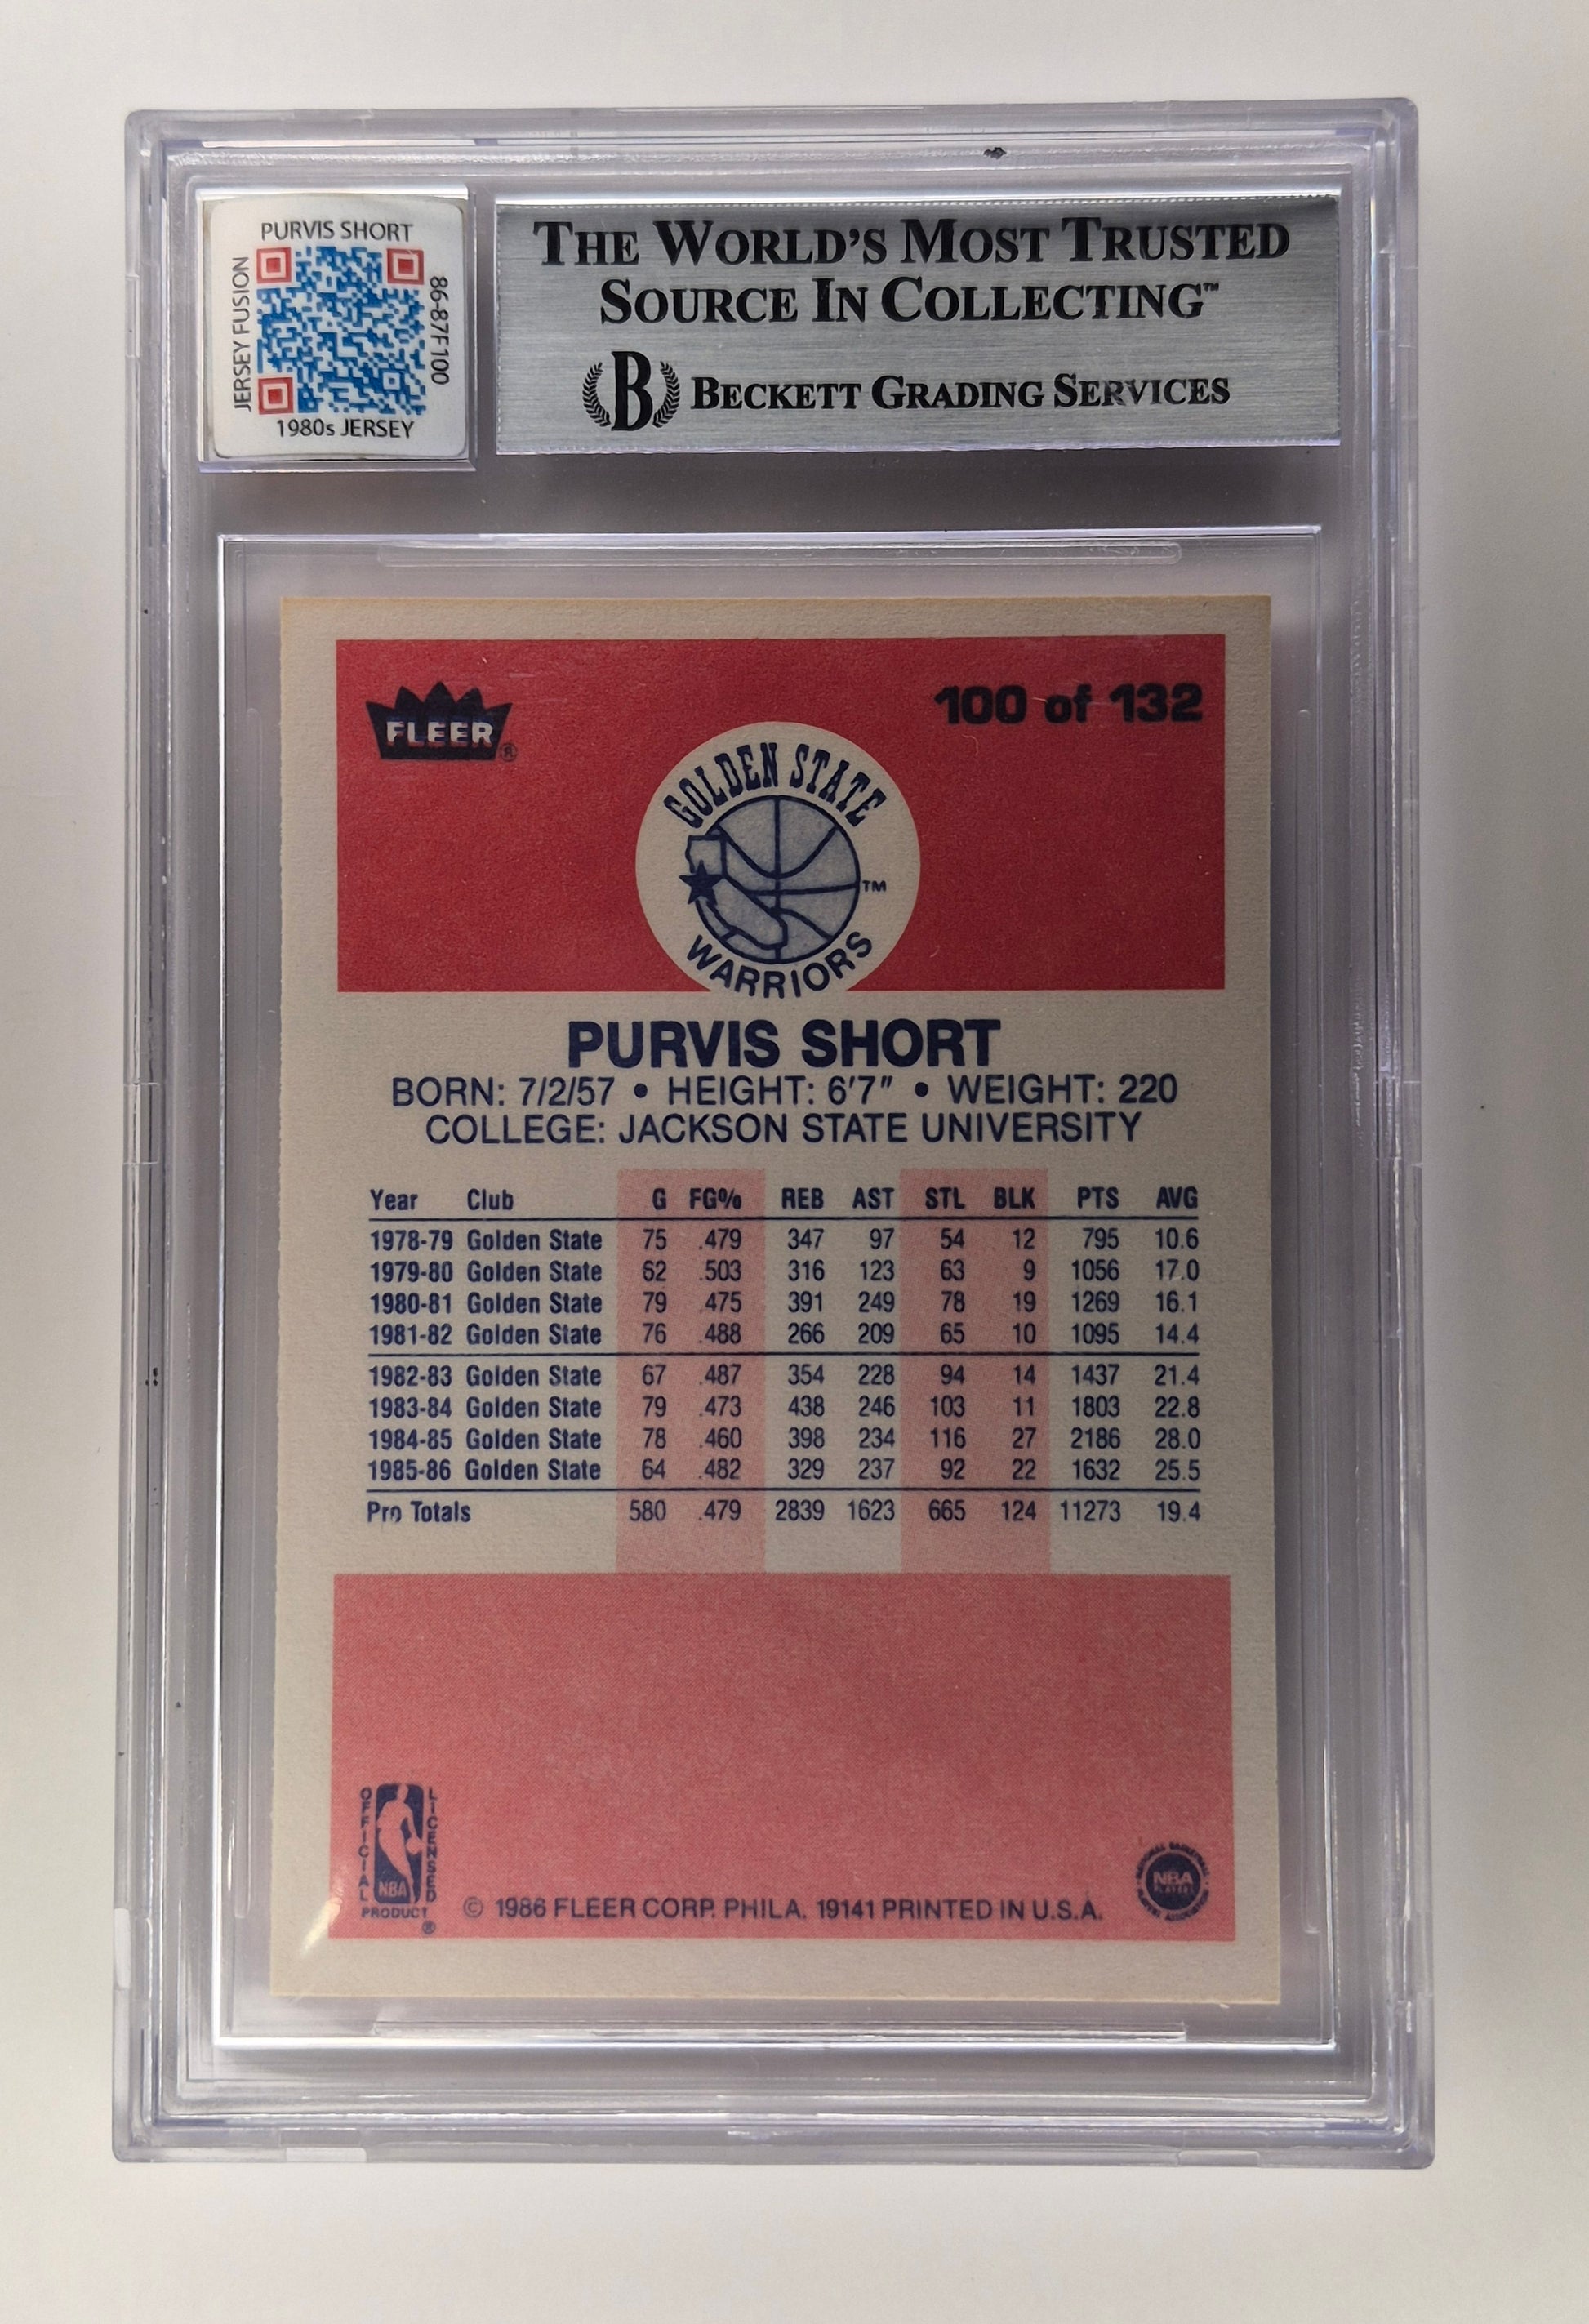 PURVIS SHORT
JERSEY FUSION
86-87F100
1980s JERSEY
THE WORLD'S MOST TRUSTED
SOURCE IN COLLECTING™
B BECKETT GRADING SERVICES
FLEER®
100 of 132
GOLDEN STATE
WARRIORS
TM
PURVIS SHORT
BORN: 7/2/57 • HEIGHT: 6'7" • WEIGHT: 220
COLLEGE: JACKSON STATE UNIVERSITY
Year Club G FG% REB AST STL BLK PTS AVG
1978-79 Golden State 75 .479 347 97 54 12 795 10.6
1979-80 Golden State 62 .503 316 123 63 9 1056 17.0
1980-81 Golden State 79 .475 391 249 78 19 1269 16.1
1981-82 Golden State 76 .488 266 209 65 10 1095 14.4
1982-83 Golden State 67 .487 354 228 94 14 1437 21.4
1983-84 Golden State 79 .473 438 246 103 11 1803 22.8
1984-85 Golden State 78 .460 398 234 116 27 2186 28.0
1985-86 Golden State 64 .482 329 237 92 22 1632 25.5
Pro Totals 580 .479 2839 1623 665 124 11273 19.4
OFFICIAL LICENSED
NBA
PRODUCT ®
© 1986 FLEER CORP. PHILA. 19141 PRINTED IN U.S.A.
NATIONAL BASKETBALL
NBA
PLAYERS